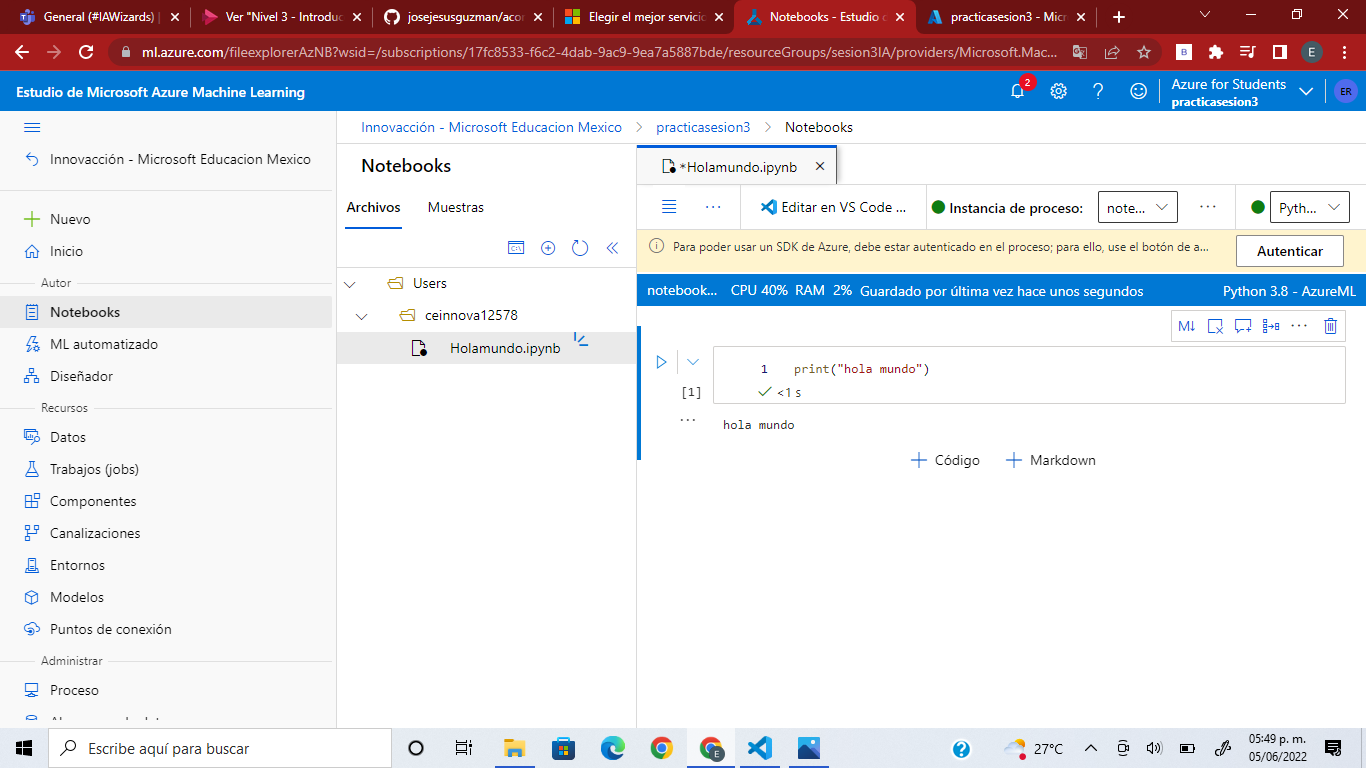 General (#IAWizards) |
Ver "Nivel 3 - Introduc
josejesusguzman/acor
Elegir el mejor servicio
Notebooks - Estudio d
practicasesion3 - Micr
ml.azure.com/fileexplorerAzNB?wsid=/subscriptions/17fc8533-f6c2-4dab-9ac9-9ea7a5887bde/resourceGroups/sesion3IA/providers/Microsoft.Mac...
B
E
Estudio de Microsoft Azure Machine Learning
2
Azure for Students
practicasesion3
ER
Innovacción - Microsoft Educacion Mexico
Nuevo
Inicio
Autor
Notebooks
ML automatizado
Diseñador
Recursos
Datos
Trabajos (jobs)
Componentes
Canalizaciones
Entornos
Modelos
Puntos de conexión
Administrar
Proceso
Innovacción - Microsoft Educacion Mexico > practicasesion3 > Notebooks
Notebooks
Archivos Muestras
Users
ceinnova12578
Holamundo.ipynb
*Holamundo.ipynb
... Editar en VS Code ... Instancia de proceso: note... ... Pyth...
Para poder usar un SDK de Azure, debe estar autenticado en el proceso; para ello, use el botón de a... Autenticar
notebook... CPU 40% RAM 2% Guardado por última vez hace unos segundos Python 3.8 - AzureML
M↓ ...
1 print("hola mundo")
[1] <1 s
... hola mundo
Código Markdown
Escribe aquí para buscar
E
27°C
05:49 p. m.
05/06/2022